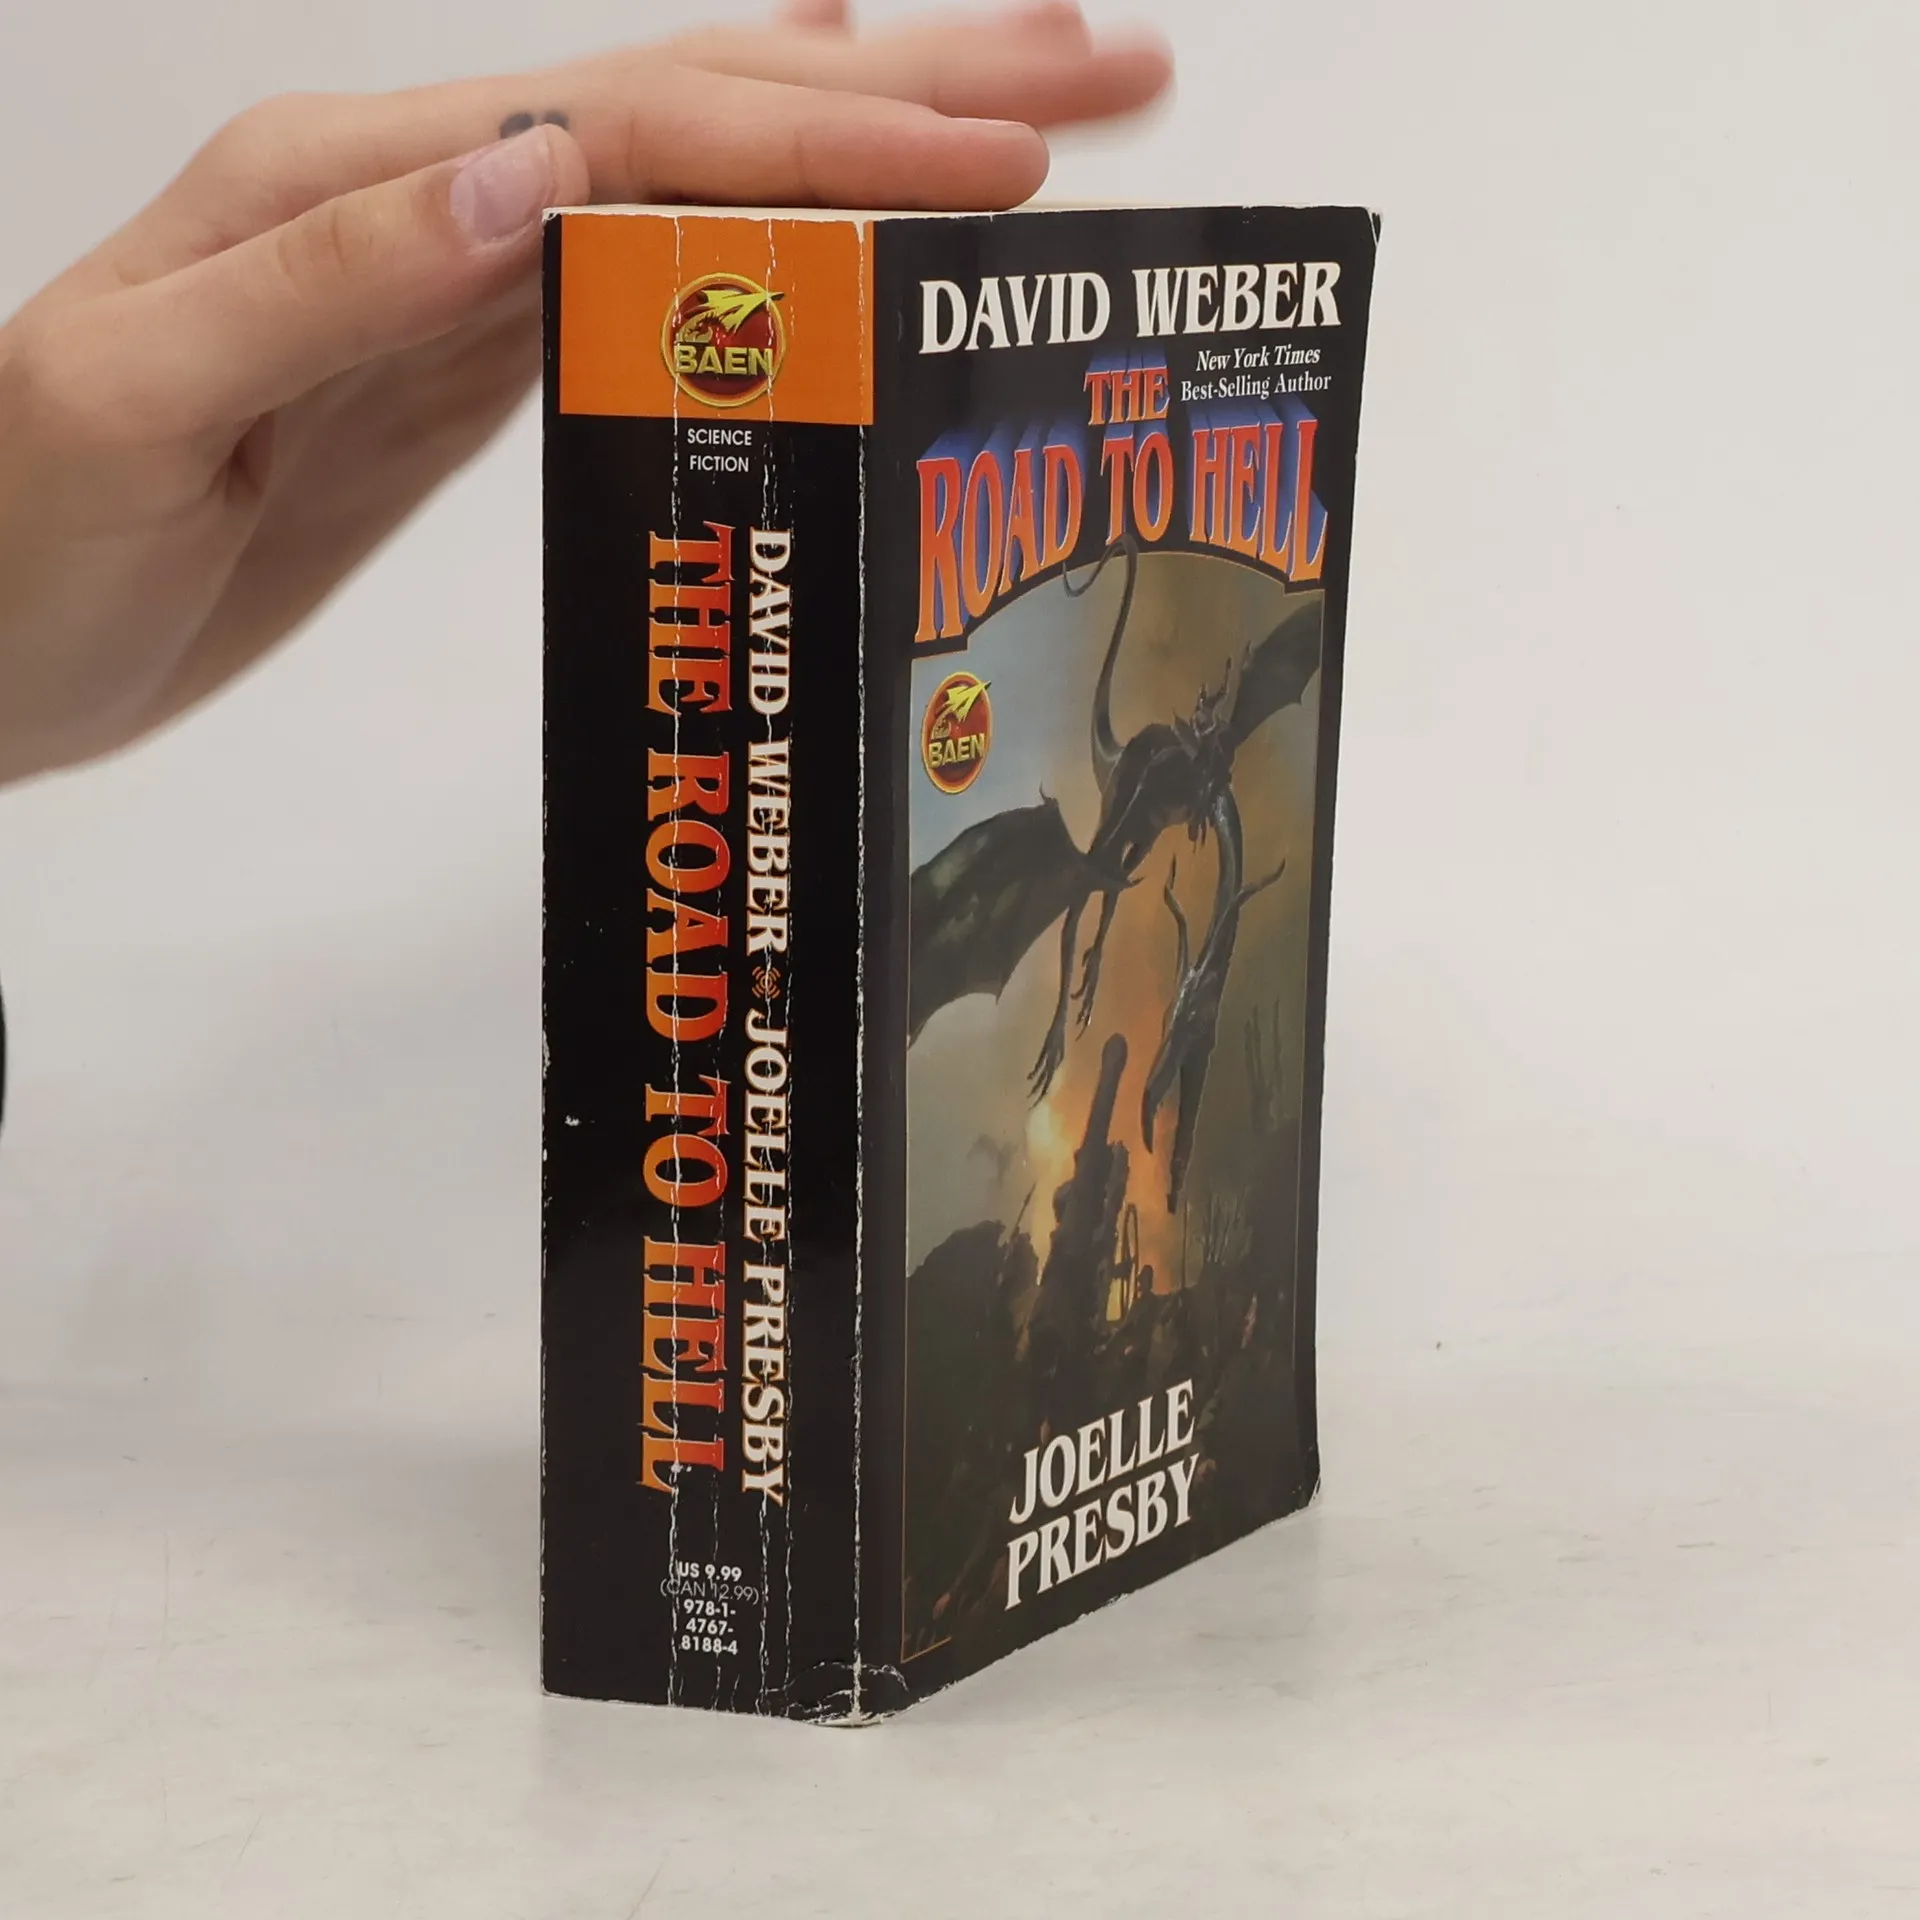 BAEN
SCIENCE
FICTION
THE ROAD TO HELL
DAVID WEBER JOELLE PRESBY
US 9.99
(CAN 12.99)
978-1-
4767-
8188-4
DAVID WEBER
New York Times
Best-Selling Author
THE
ROAD TO HELL
BAEN
JOELLE
PRESBY